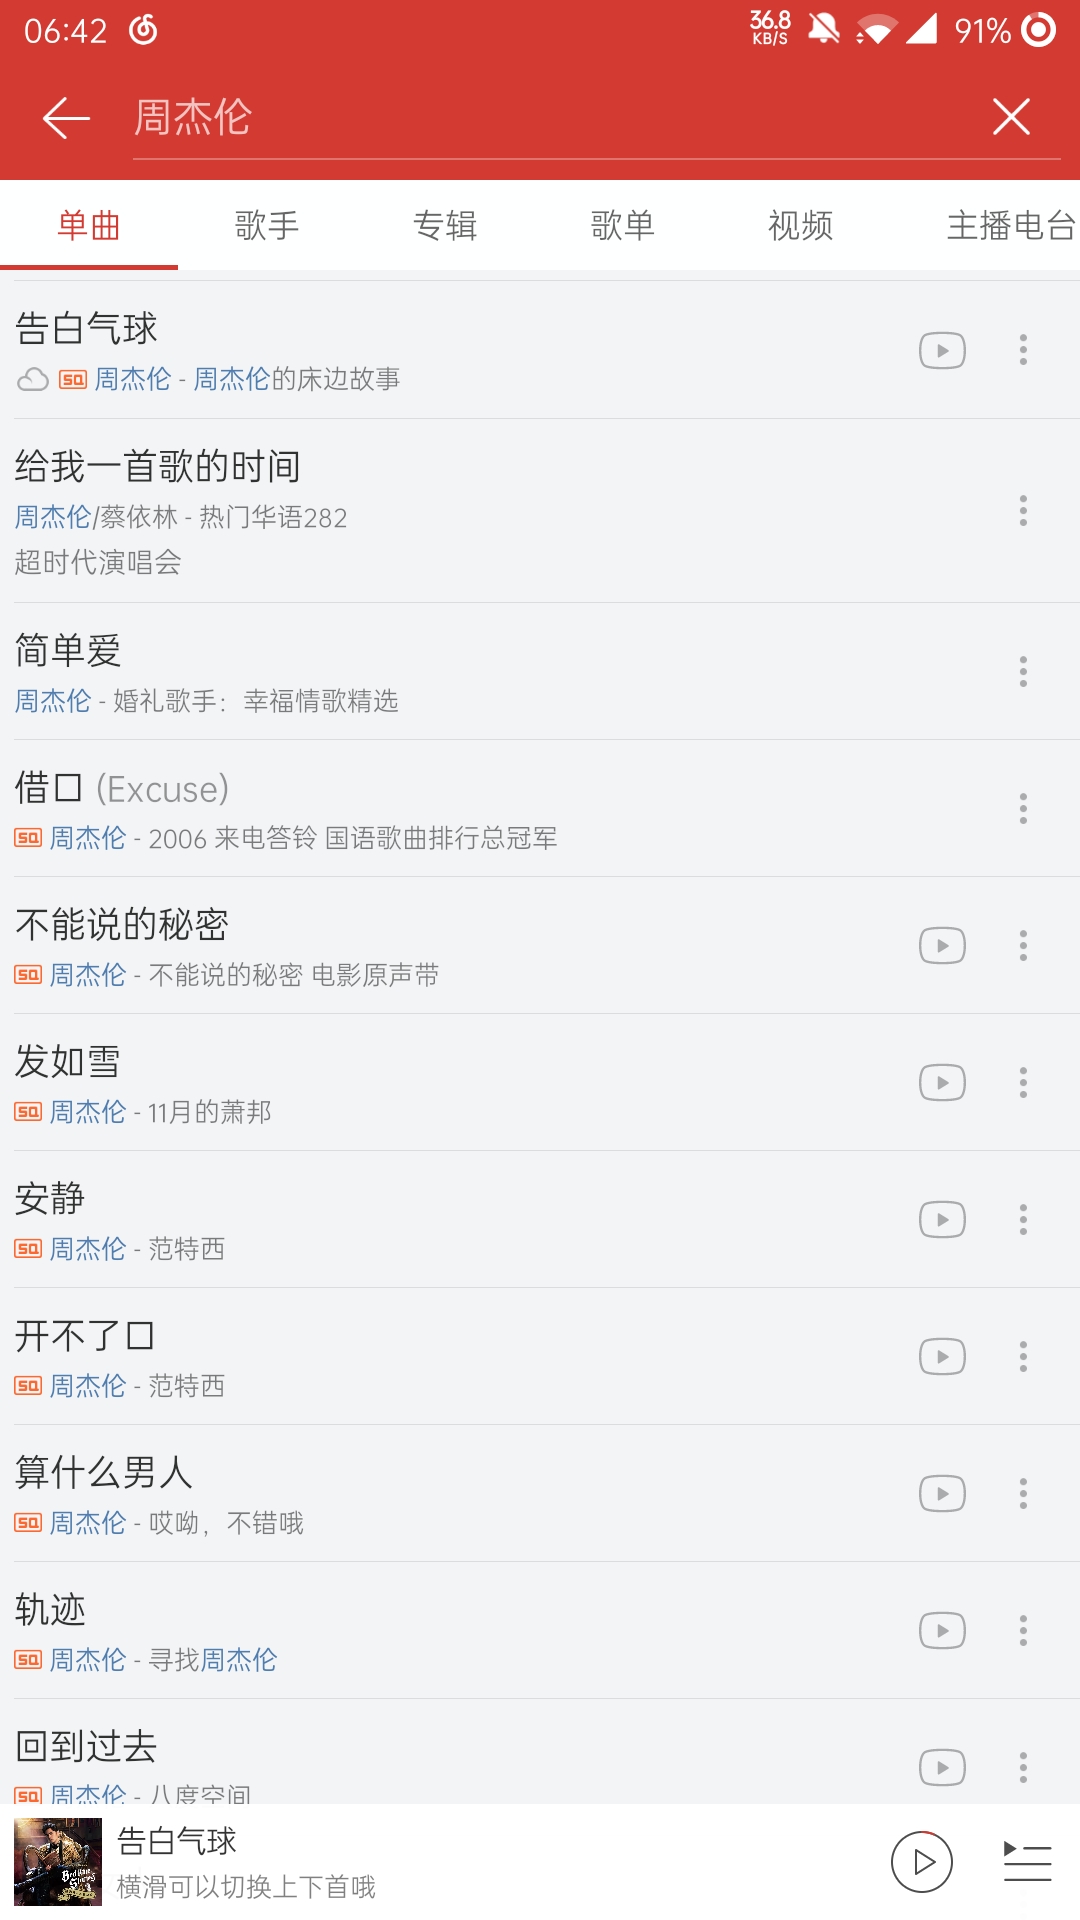 06:42
36.8
KB/S
91%
周杰伦
单曲
歌手
专辑
歌单
视频
主播电台
告白气球
SQ 周杰伦 - 周杰伦的床边故事
给我一首歌的时间
周杰伦/蔡依林 - 热门华语282
超时代演唱会
简单爱
周杰伦 - 婚礼歌手：幸福情歌精选
借口 (Excuse)
SQ 周杰伦 - 2006 来电答铃 国语歌曲排行总冠军
不能说的秘密
SQ 周杰伦 - 不能说的秘密 电影原声带
发如雪
SQ 周杰伦 - 11月的萧邦
安静
SQ 周杰伦 - 范特西
开不了口
SQ 周杰伦 - 范特西
算什么男人
SQ 周杰伦 - 哎呦，不错哦
轨迹
SQ 周杰伦 - 寻找周杰伦
回到过去
SQ 周杰伦 - 八度空间
告白气球
横滑可以切换上下首哦